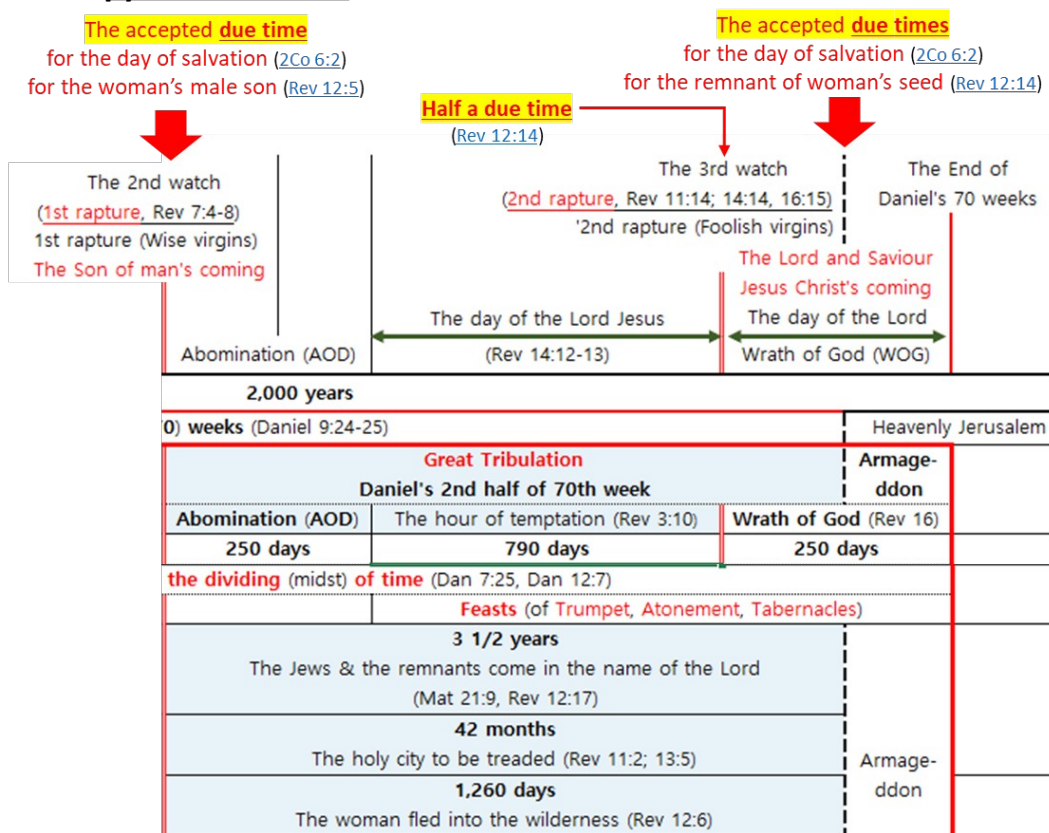 The accepted due time
for the day of salvation (2Co 6:2)
for the woman's male son (Rev 12:5)
The accepted due times
for the day of salvation (2Co 6:2)
for the remnant of woman's seed (Rev 12:14)
Half a due time
(Rev 12:14)
The 2nd watch
(1st rapture, Rev 7:4-8)
1st rapture (Wise virgins)
The Son of man's coming
The 3rd watch
(2nd rapture, Rev 11:14; 14:14, 16:15)
'2nd rapture (Foolish virgins)
The End of
Daniel's 70 weeks
The Lord and Saviour
Jesus Christ's coming
The day of the Lord Jesus
The day of the Lord
Abomination (AOD)
(Rev 14:12-13)
Wrath of God (WOG)
2,000 years
0) weeks (Daniel 9:24-25)
Heavenly Jerusalem
Great Tribulation
Daniel's 2nd half of 70th week
Armage-
ddon
Abomination (AOD)
The hour of temptation (Rev 3:10)
Wrath of God (Rev 16)
250 days
790 days
250 days
the dividing (midst) of time (Dan 7:25, Dan 12:7)
Feasts (of Trumpet, Atonement, Tabernacles)
3 1/2 years
The Jews & the remnants come in the name of the Lord
(Mat 21:9, Rev 12:17)
42 months
The holy city to be treaded (Rev 11:2; 13:5)
1,260 days
The woman fled into the wilderness (Rev 12:6)
Armage-
ddon